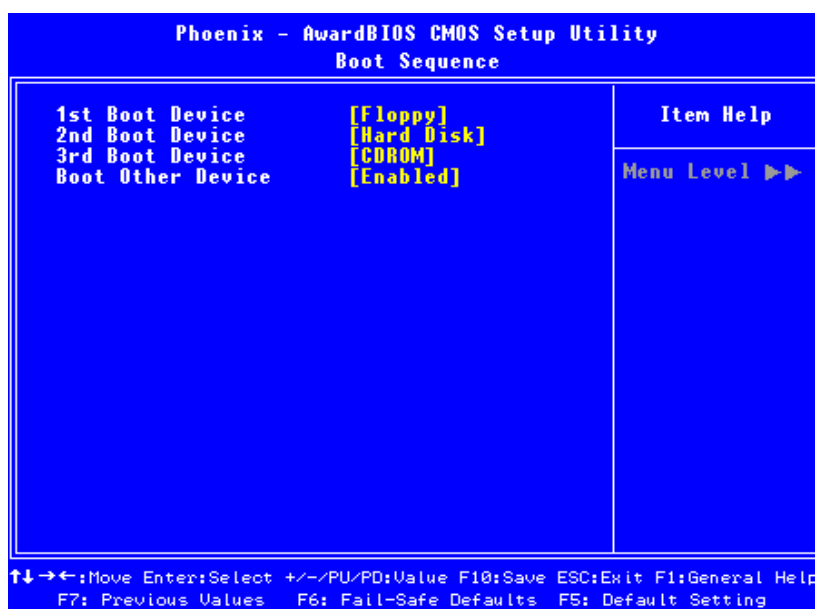 Phoenix - AwardBIOS CMOS Setup Utility
Boot Sequence
1st Boot Device [Floppy]
2nd Boot Device [Hard Disk]
3rd Boot Device [CDROM]
Boot Other Device [Enabled]
Item Help
Menu Level ▶▶
↑↓→←:Move Enter:Select +/-/PU/PD:Value F10:Save ESC:Exit F1:General Help
F7: Previous Values F6: Fail-Safe Defaults F5: Default Setting